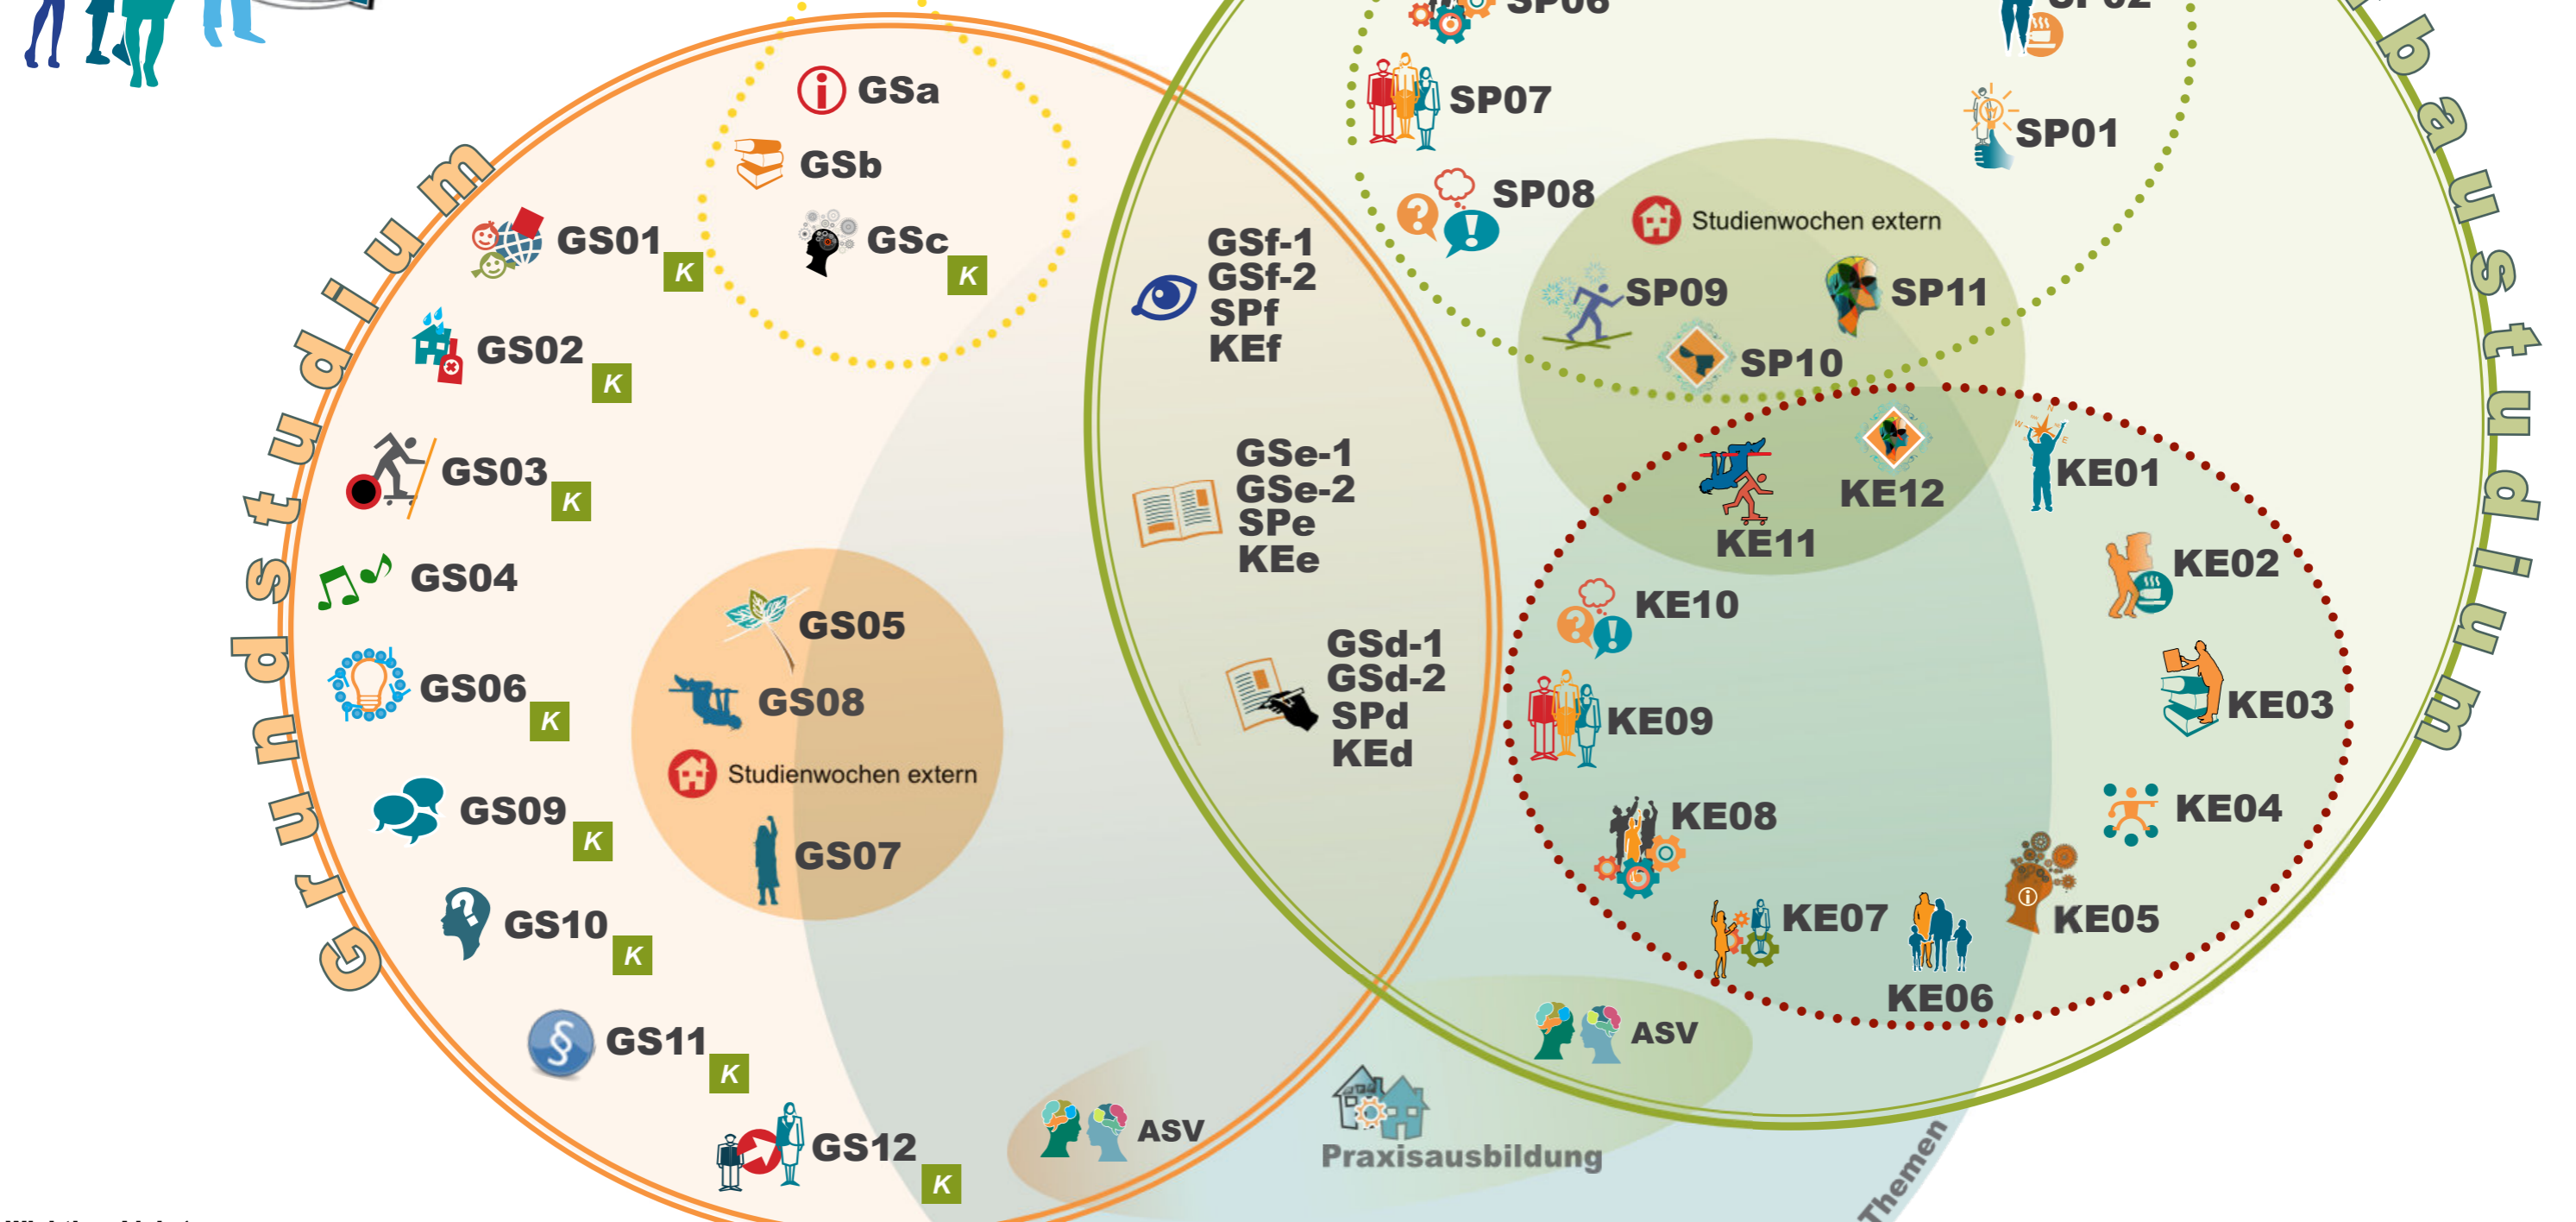 Grundstudium
GSa
GSb
GSc
K
GS01
K
GS02
K
GS03
K
GS04
GS05
GS06
K
GS08
Studienwochen extern
GS07
GS09
K
GS10
K
GS11
K
GS12
K
ASV
GSf-1
GSf-2
SPf
KEf
GSe-1
GSe-2
SPe
KEe
GSd-1
GSd-2
SPd
KEd
SP06
SP07
SP08
SP02
SP01
Studienwochen extern
SP09
SP11
SP10
KE12
KE11
KE01
KE02
KE03
KE04
KE05
KE06
KE07
KE08
KE09
KE10
ASV
Praxisausbildung
Themen
baustudium